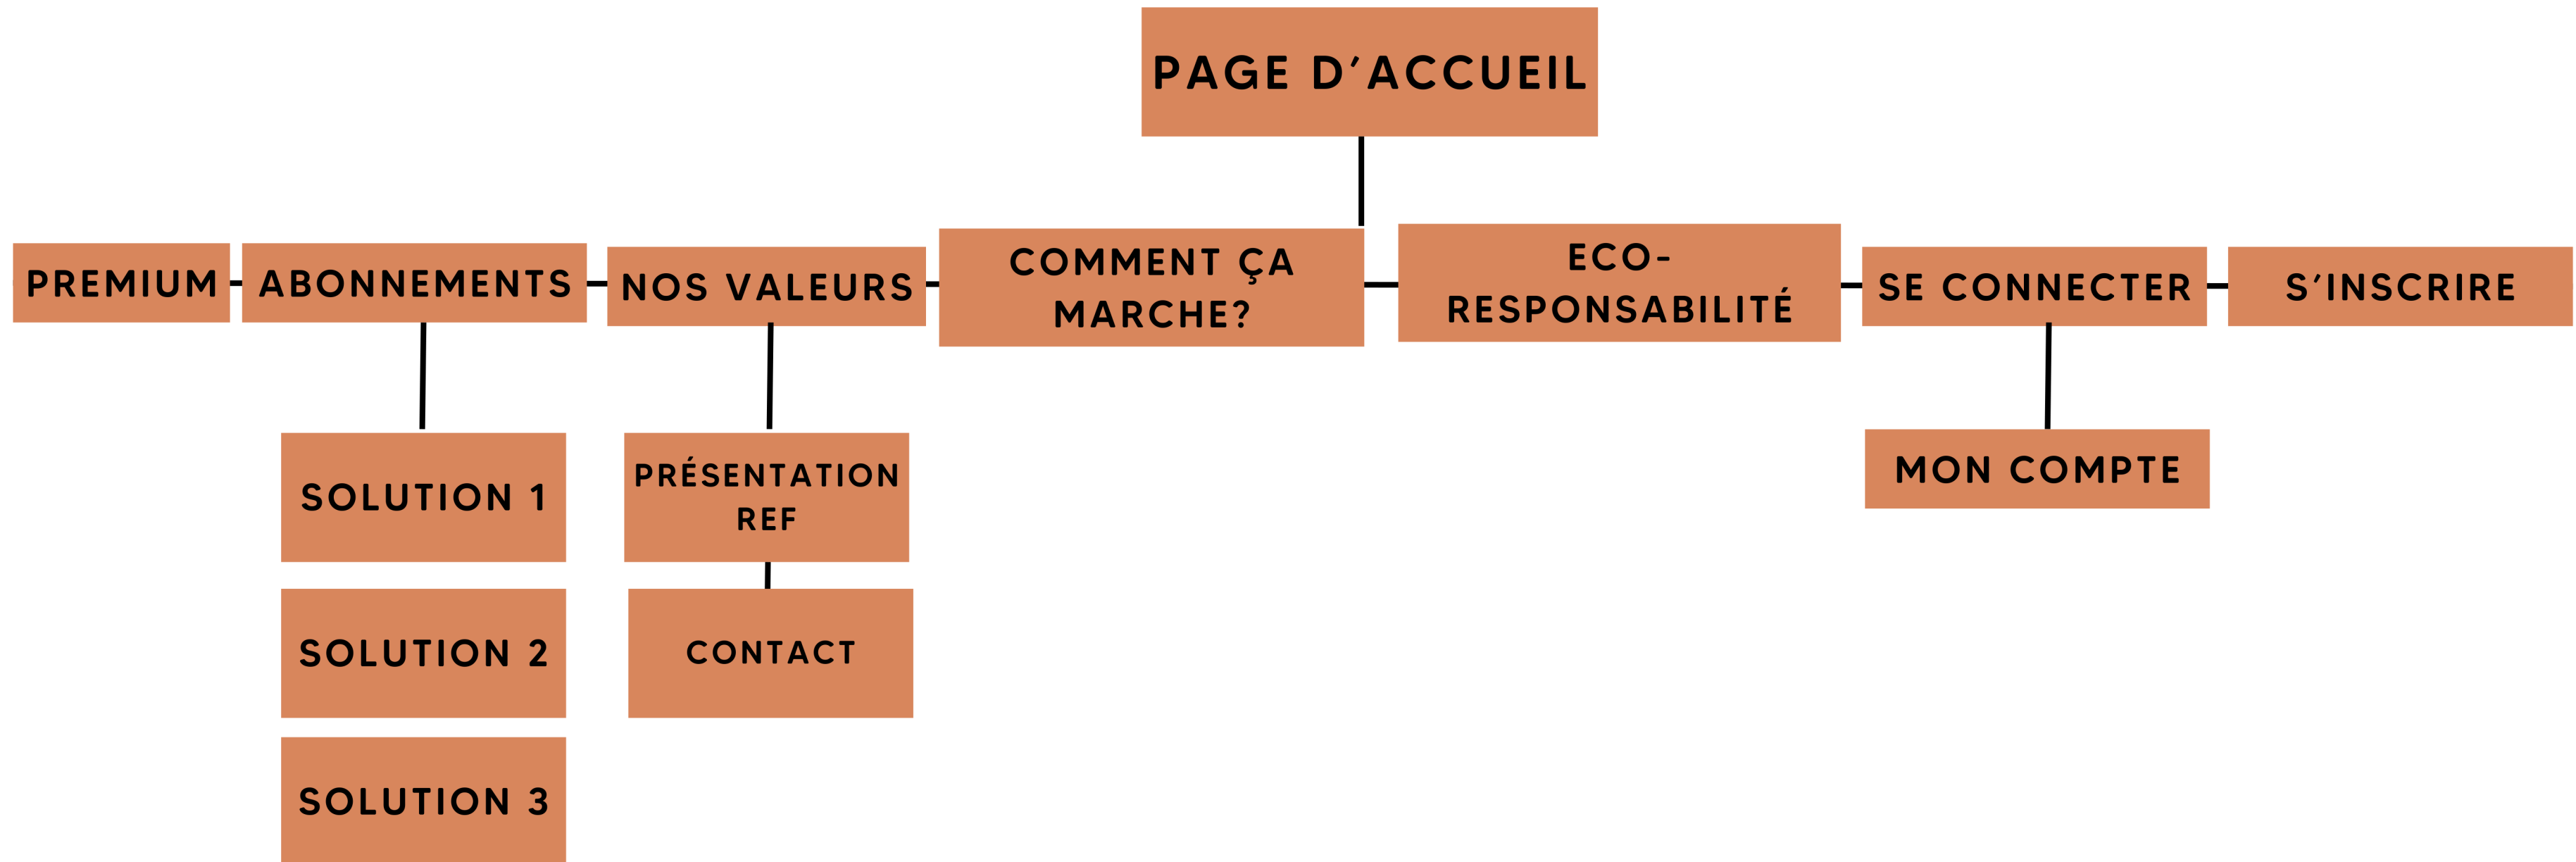 PAGE D'ACCUEIL
PREMIUM
ABONNEMENTS
NOS VALEURS
COMMENT ÇA
MARCHE?
ECO-
RESPONSABILITÉ
SE CONNECTER
S'INSCRIRE
SOLUTION 1
PRÉSENTATION
REF
MON COMPTE
SOLUTION 2
CONTACT
SOLUTION 3